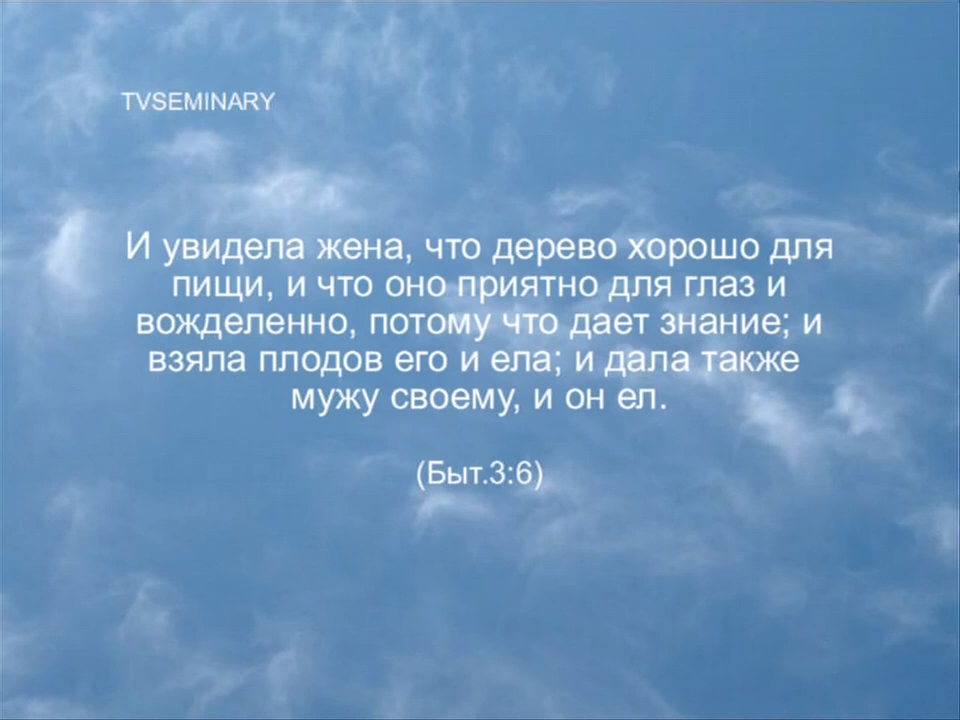 TVSEMINARY
И увидела жена, что дерево хорошо для
пищи, и что оно приятно для глаз и
вожделенно, потому что дает знание; и
взяла плодов его и ела; и дала также
мужу своему, и он ел.
(Быт.3:6)